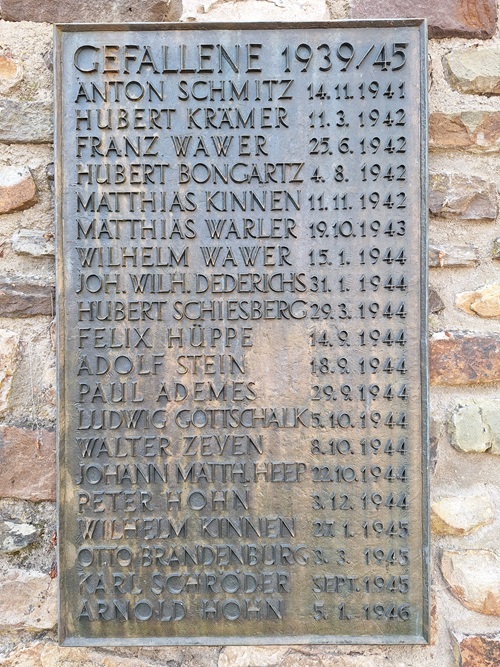 GEFALLENE 1939/45
ANTON SCHMITZ 14.11.1941
HUBERT KRÄMER 11.3.1942
FRANZ WAWER 25.6.1942
HUBERT BONGARTZ 4.8.1942
MATTHIAS KINNEN 11.11.1942
MATTHIAS WARLER 19.10.1943
WILHELM WAWER 15.1.1944
JOH. WILH. DEDERICHS 31.1.1944
HUBERT SCHIESBERG 29.3.1944
FELIX HÜPPE 14.9.1944
ADOLF STEIN 18.9.1944
PAUL ADEMES 29.9.1944
LUDWIG GOTTSCHALK 5.10.1944
WALTER ZEYEN 8.10.1944
JOHANN MATTH. HEEP 22.10.1944
PETER HOHN 3.12.1944
WILHELM KINNEN 27.1.1945
OTTO BRANDENBURG 3.3.1945
KARL SCHRÖDER SEPT. 1945
ARNOLD HOHN 5.1.1946